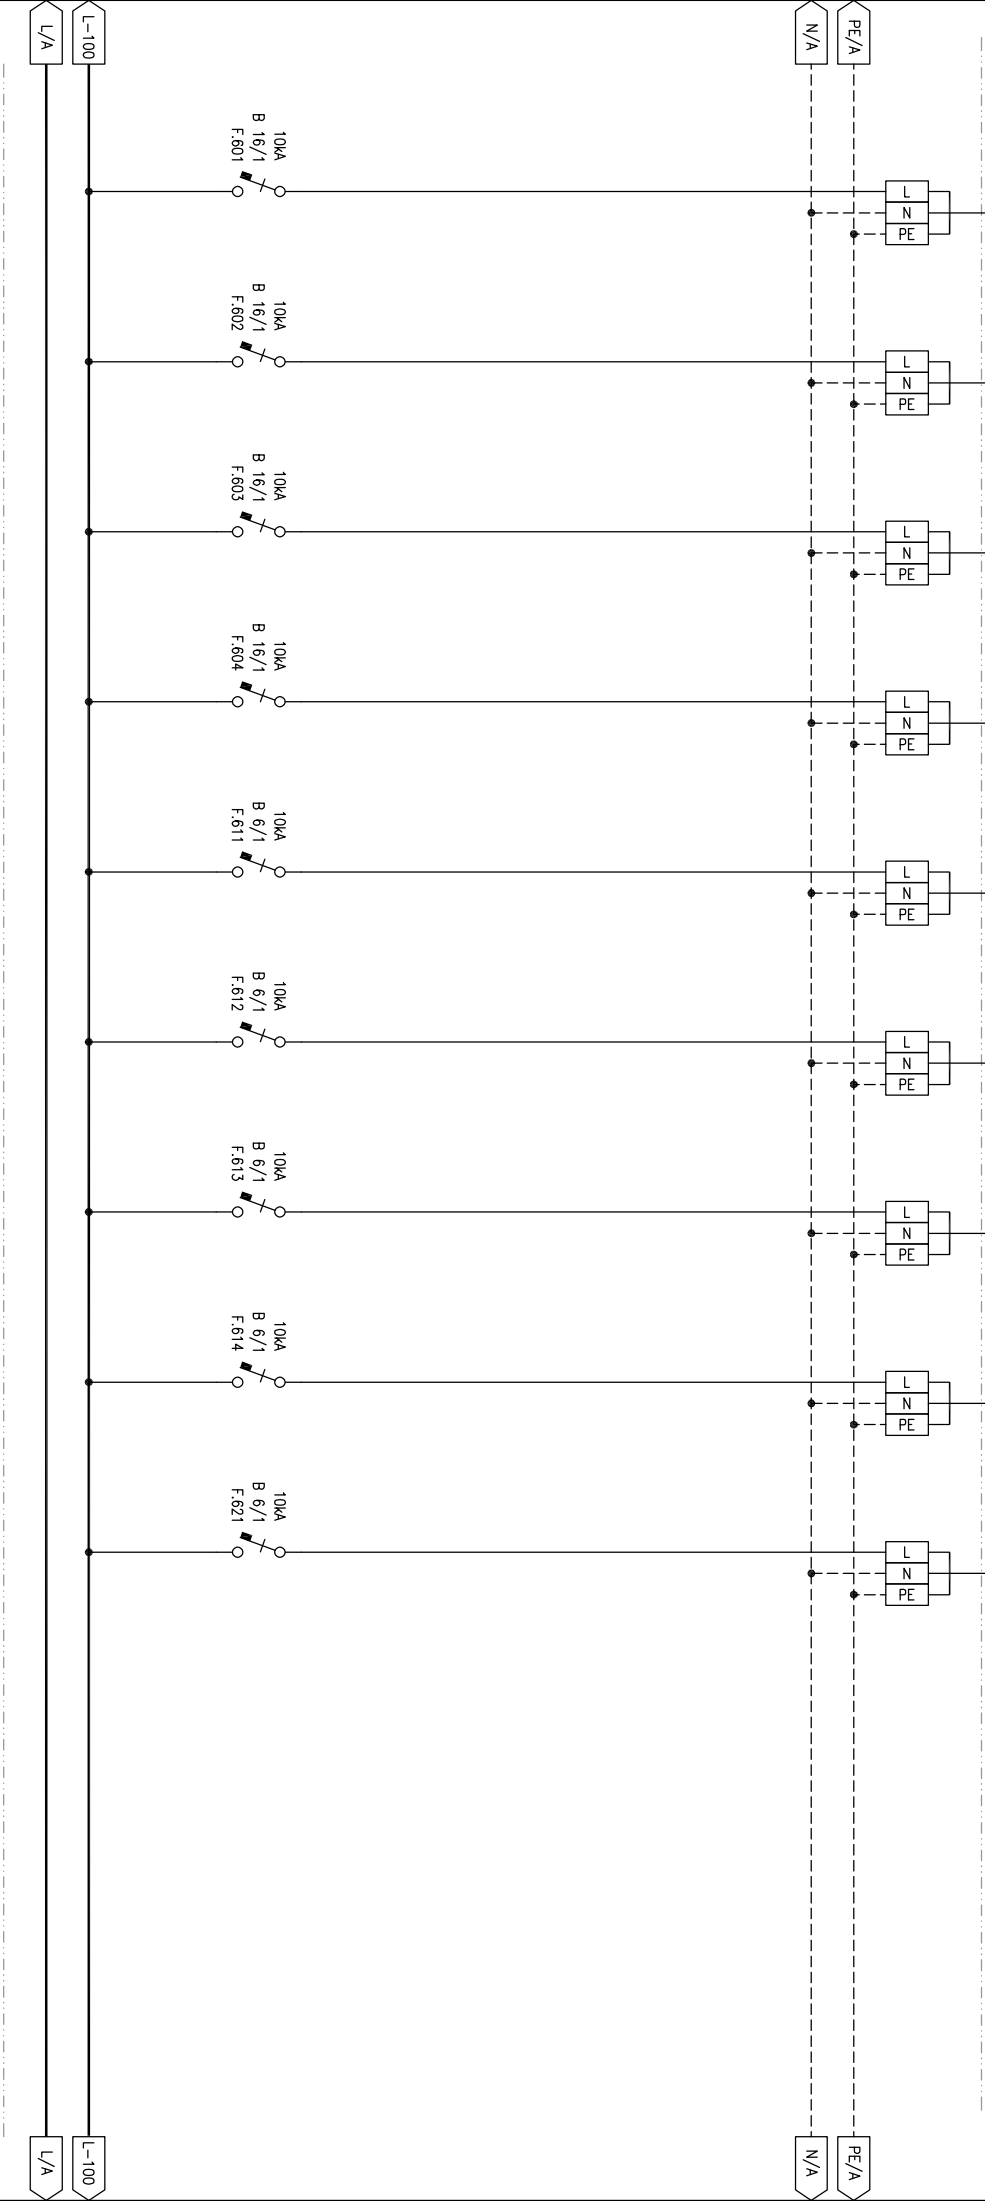 L/A
L-100
N/A
PE/A
10kA
B 16/1
F.601
L
N
PE
10kA
B 16/1
F.602
L
N
PE
10kA
B 16/1
F.603
L
N
PE
10kA
B 16/1
F.604
L
N
PE
10kA
B 6/1
F.611
L
N
PE
10kA
B 6/1
F.612
L
N
PE
10kA
B 6/1
F.613
L
N
PE
10kA
B 6/1
F.614
L
N
PE
10kA
B 6/1
F.621
L
N
PE
L/A
L-100
N/A
PE/A